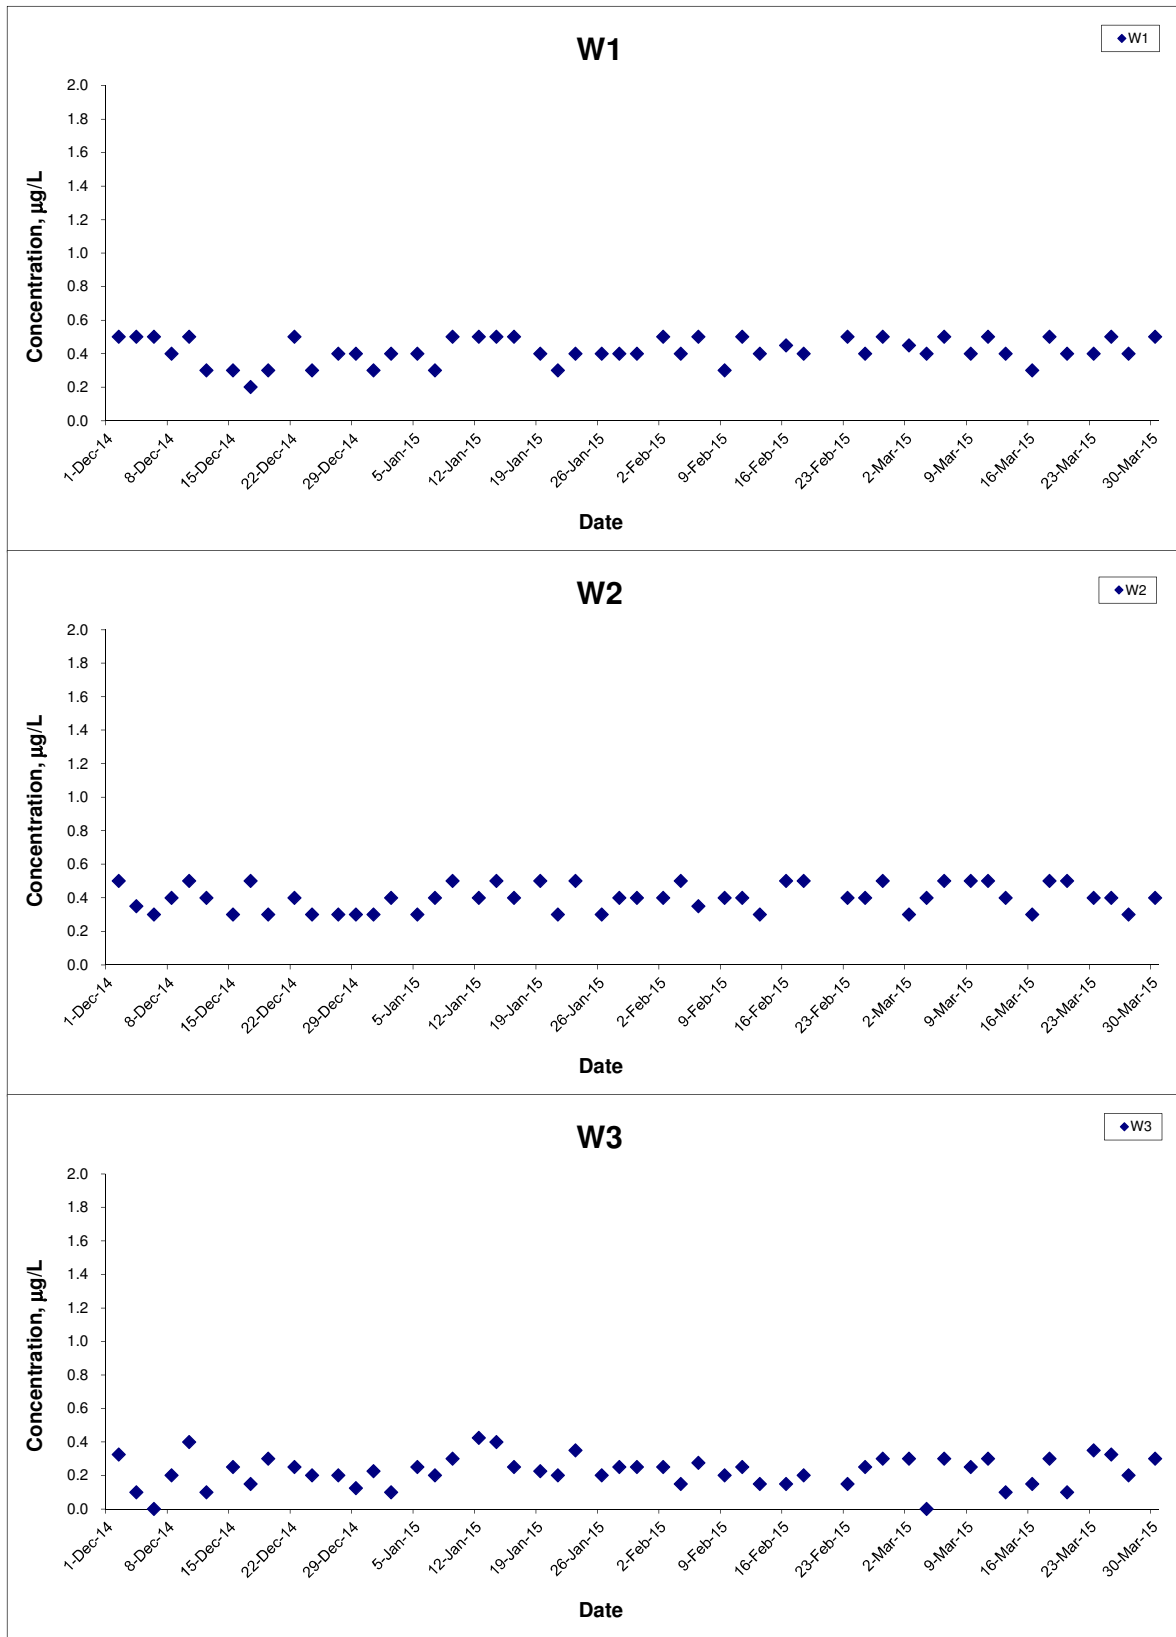 W1
W1
2.0
1.8
1.6
1.4
1.2
1.0
0.8
0.6
0.4
0.2
0.0
Concentration, µg/L
1-Dec-14 8-Dec-14 15-Dec-14 22-Dec-14 29-Dec-14 5-Jan-15 12-Jan-15 19-Jan-15 26-Jan-15 2-Feb-15 9-Feb-15 16-Feb-15 23-Feb-15 2-Mar-15 9-Mar-15 16-Mar-15 23-Mar-15 30-Mar-15
Date
W2
W2
2.0
1.8
1.6
1.4
1.2
1.0
0.8
0.6
0.4
0.2
0.0
Concentration, µg/L
1-Dec-14 8-Dec-14 15-Dec-14 22-Dec-14 29-Dec-14 5-Jan-15 12-Jan-15 19-Jan-15 26-Jan-15 2-Feb-15 9-Feb-15 16-Feb-15 23-Feb-15 2-Mar-15 9-Mar-15 16-Mar-15 23-Mar-15 30-Mar-15
Date
W3
W3
2.0
1.8
1.6
1.4
1.2
1.0
0.8
0.6
0.4
0.2
0.0
Concentration, µg/L
1-Dec-14 8-Dec-14 15-Dec-14 22-Dec-14 29-Dec-14 5-Jan-15 12-Jan-15 19-Jan-15 26-Jan-15 2-Feb-15 9-Feb-15 16-Feb-15 23-Feb-15 2-Mar-15 9-Mar-15 16-Mar-15 23-Mar-15 30-Mar-15
Date